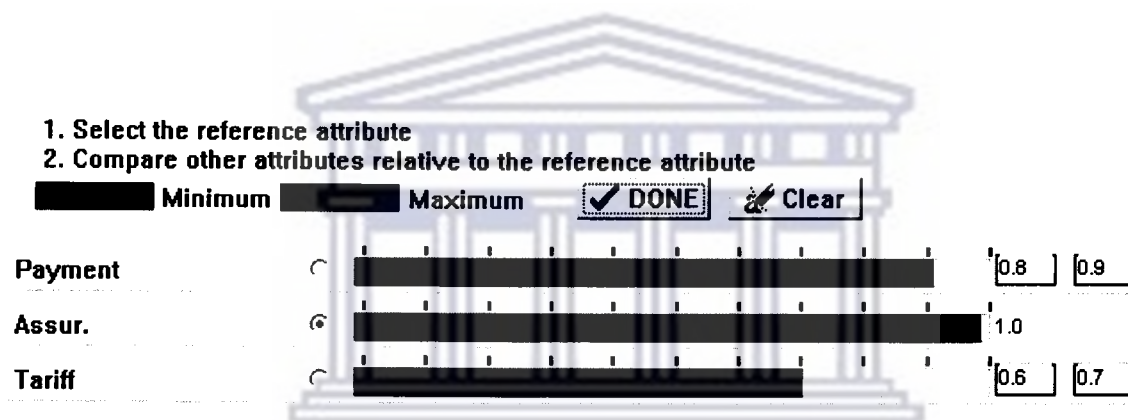 1. Select the reference attribute
2. Compare other attributes relative to the reference attribute
Minimum Maximum DONE Clear
Payment 0.8 0.9
Assur. 1.0
Tariff 0.6 0.7